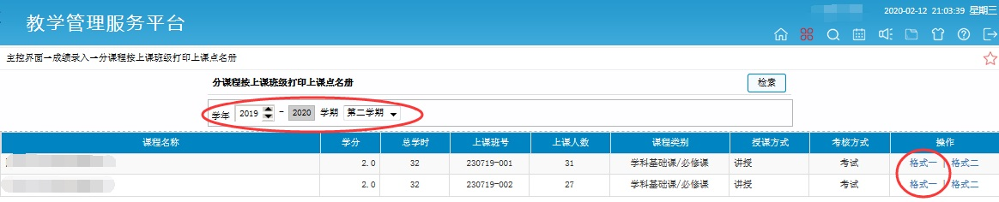 2020-02-12 21:03:39 星期三
教学管理服务平台
主控界面→成绩录入→分课程按上课班级打印上课点名册
分课程按上课班级打印上课点名册 检索
学年 2019 - 2020 学期 第二学期
课程名称 学分 总学时 上课班号 上课人数 课程类别 授课方式 考核方式 操作
2.0 32 230719-001 31 学科基础课/必修课 讲授 考试 格式一 | 格式二
2.0 32 230719-002 27 学科基础课/必修课 讲授 考试 格式一 | 格式二